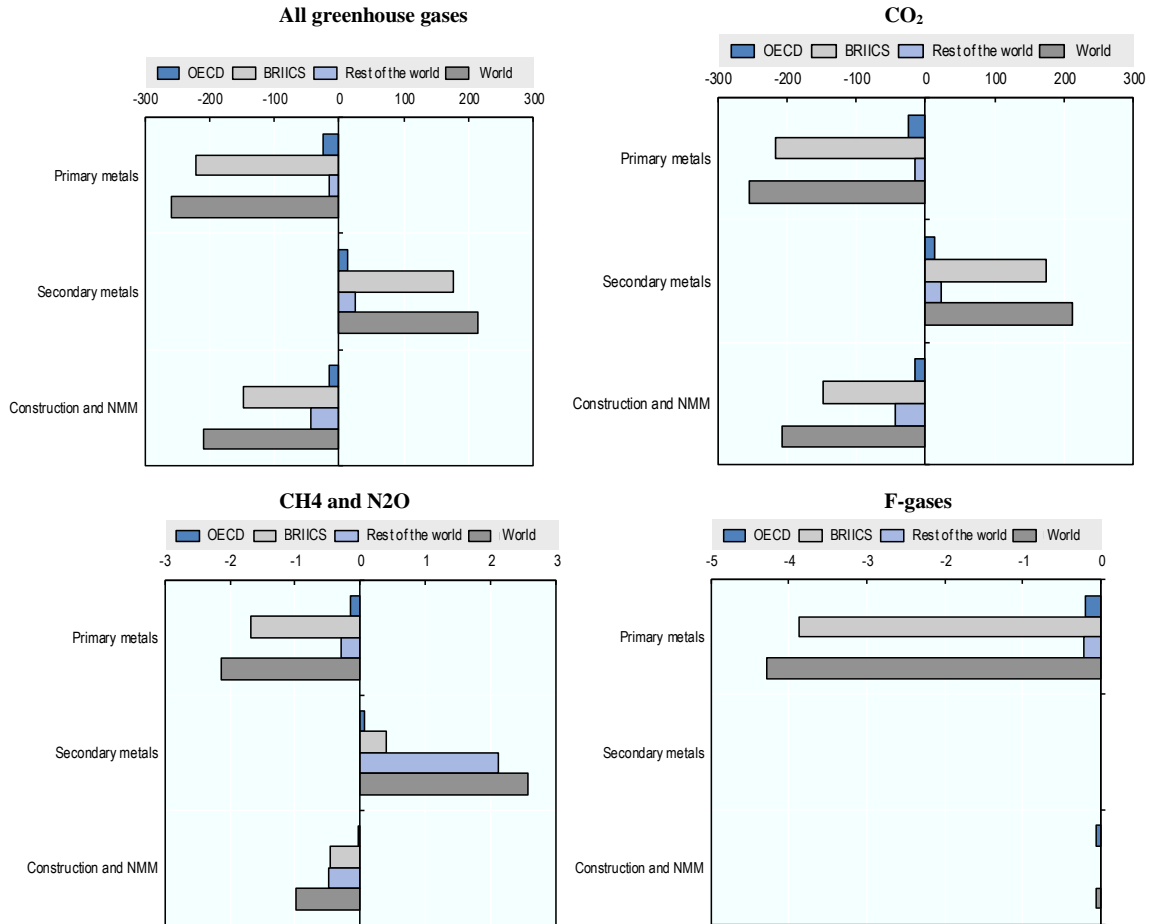 All greenhouse gases
OECD BRIICS Rest of the world World
-300 -200 -100 0 100 200 300
Primary metals
Secondary metals
Construction and NMM
CO₂
OECD BRIICS Rest of the world World
-300 -200 -100 0 100 200 300
Primary metals
Secondary metals
Construction and NMM
CH4 and N2O
OECD BRIICS Rest of the world World
-3 -2 -1 0 1 2 3
Primary metals
Secondary metals
Construction and NMM
F-gases
OECD BRIICS Rest of the world World
-5 -4 -3 -2 -1 0
Primary metals
Secondary metals
Construction and NMM